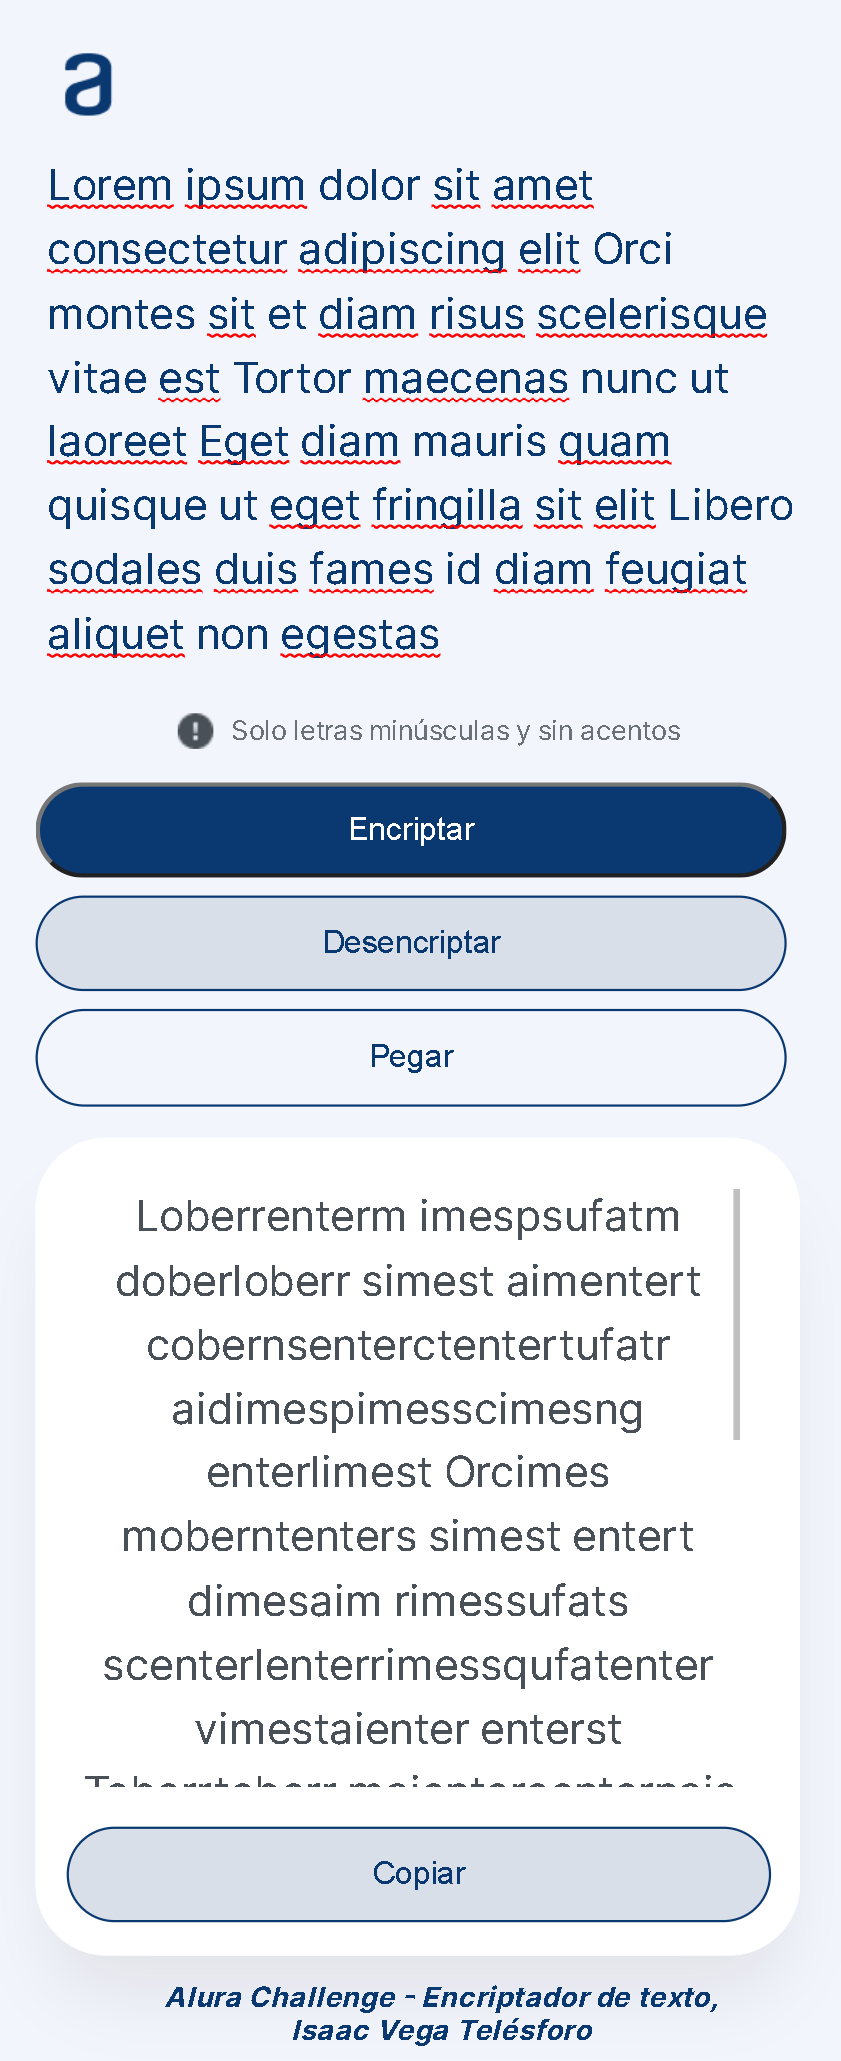 a
Lorem ipsum dolor sit amet
consectetur adipiscing elit Orci
montes sit et diam risus scelerisque
vitae est Tortor maecenas nunc ut
laoreet Eget diam mauris quam
quisque ut eget fringilla sit elit Libero
sodales duis fames id diam feugiat
aliquet non egestas
Solo letras minúsculas y sin acentos
Encriptar
Desencriptar
Pegar
Loberrenterm imespsufatm
doberloberr simest aimentert
cobernsenterctentertufatr
aidimespimesscimesng
enterlimest Orcimes
moberntenters simest entert
dimesaim rimessufats
scenterlenterrimessqufatenter
vimestaienter enterst
Copiar
Alura Challenge - Encriptador de texto,
Isaac Vega Telésforo